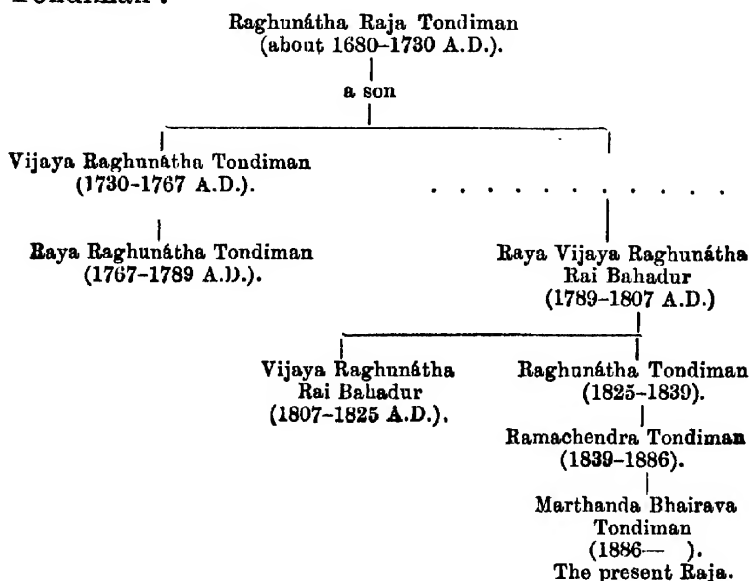 Raghunátha Raja Tondiman
(about 1680–1730 A.D.).
a son
Vijaya Raghunátha Tondiman
(1730–1767 A.D.).
. . . . . . . . . . .
Raya Raghunátha Tondiman
(1767–1789 A.D.).
Raya Vijaya Raghunátha
Rai Bahadur
(1789–1807 A.D.)
Vijaya Raghunátha
Rai Bahadur
(1807–1825 A.D.).
Raghunátha Tondiman
(1825–1839).
Ramachendra Tondiman
(1839–1886).
Marthanda Bhairava
Tondiman
(1886— ).
The present Raja.